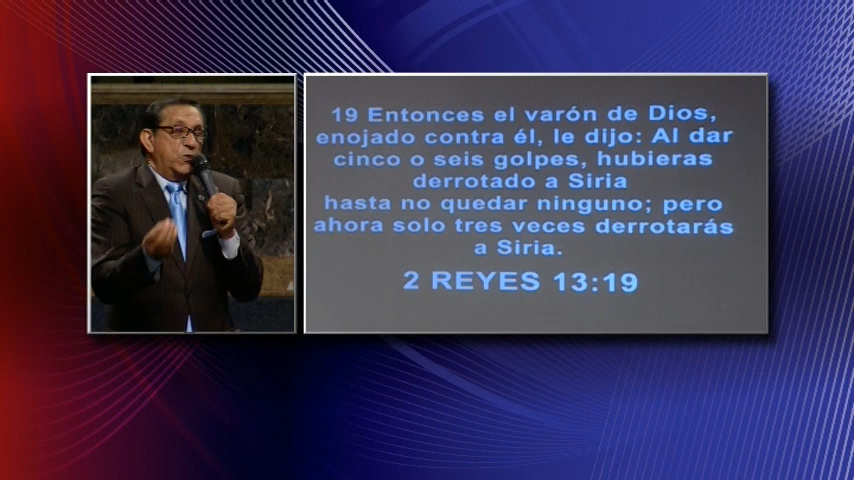 19 Entonces el varón de Dios,
enojado contra él, le dijo: Al dar
cinco o seis golpes, hubieras
derrotado a Siria
hasta no quedar ninguno; pero
ahora solo tres veces derrotarás
a Siria.
2 REYES 13:19